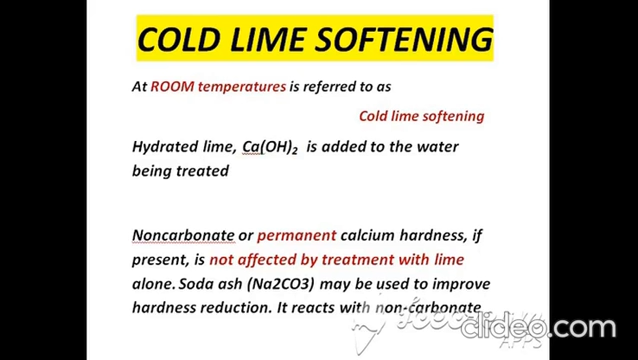 COLD LIME SOFTENING
At ROOM temperatures is referred to as
Cold lime softening
Hydrated lime, Ca(OH)2 is added to the water
being treated
Noncarbonate or permanent calcium hardness, if
present, is not affected by treatment with lime
alone. Soda ash (Na2CO3) may be used to improve
hardness reduction. It reacts with non-carbonate
clideo.com
APPS